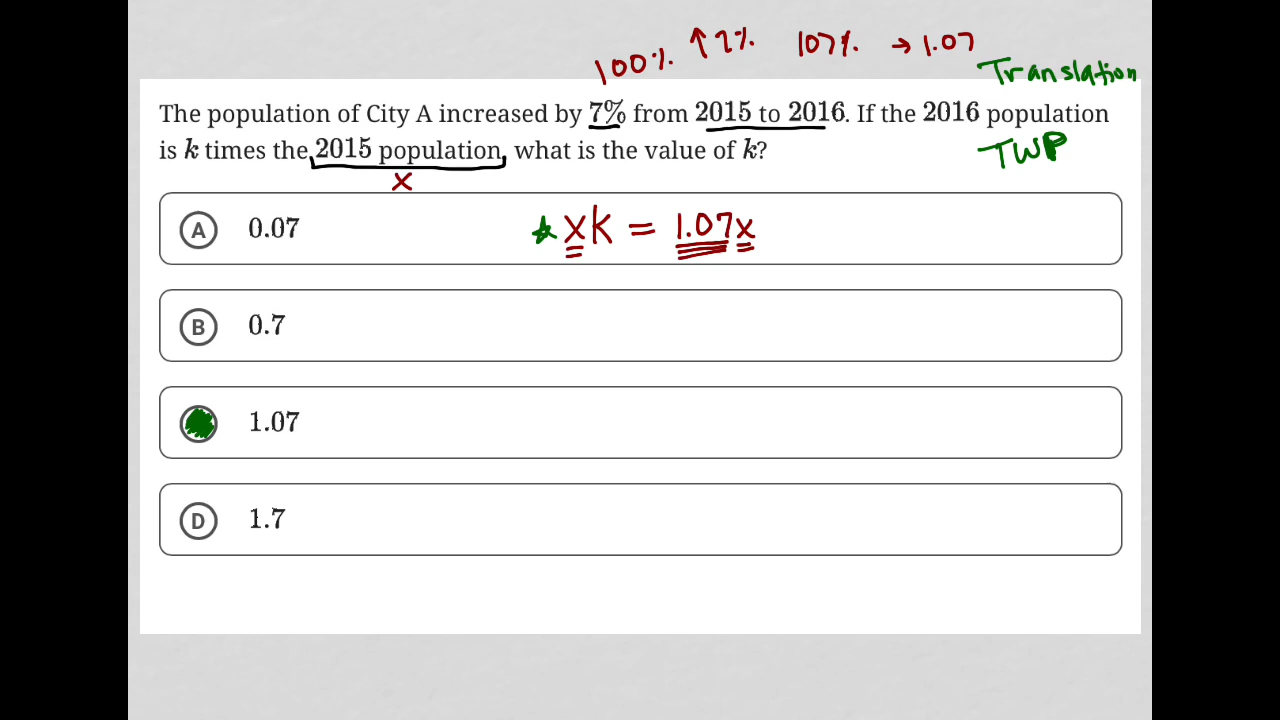 100% ↑7% 107% → 1.07
Translation
The population of City A increased by 7% from 2015 to 2016. If the 2016 population
is k times the 2015 population, what is the value of k?
TWP
x
A 0.07
xk = 1.07x
B 0.7
1.07
D 1.7